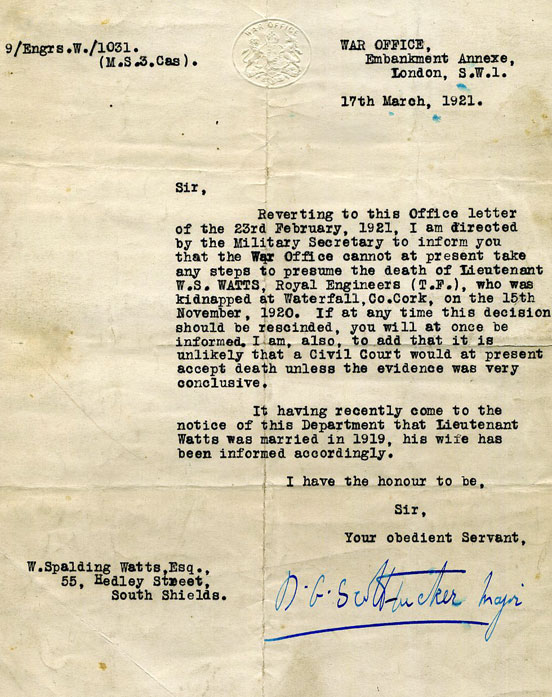 WAR OFFICE
9/Engrs.W./1031.
(M.S.3.Cas).
WAR OFFICE,
Embankment Annexe,
London, S.W.1.
17th March, 1921.
Sir,
Reverting to this Office letter
of the 23rd February, 1921, I am directed
by the Military Secretary to inform you
that the War Office cannot at present take
any steps to presume the death of Lieutenant
W.S. WATTS, Royal Engineers (T.F.), who was
kidnapped at Waterfall,Co.Cork, on the 15th
November, 1920. If at any time this decision
should be rescinded, you will at once be
informed. I am, also, to add that it is
unlikely that a Civil Court would at present
accept death unless the evidence was very
conclusive.
It having recently come to the
notice of this Department that Lieutenant
Watts was married in 1919, his wife has
been informed accordingly.
I have the honour to be,
Sir,
Your obedient Servant,
W.Spalding Watts,Esq.,
55, Hedley Street,
South Shields.
Major